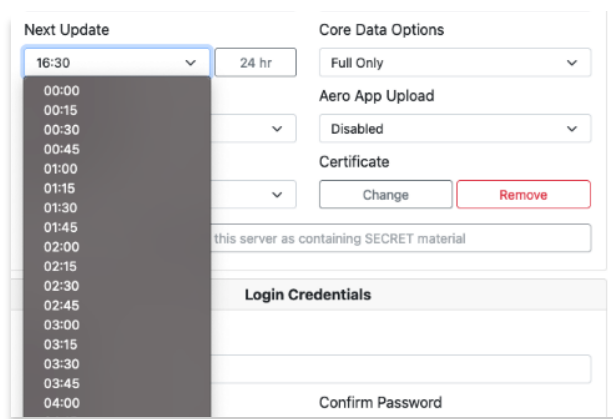 Next Update
Core Data Options
16:30
24 hr
Full Only
00:00
00:15
00:30
00:45
01:00
01:15
01:30
01:45
02:00
02:15
02:30
02:45
03:00
03:15
03:30
03:45
04:00
Aero App Upload
Disabled
Certificate
Change
Remove
this server as containing SECRET material
Login Credentials
Confirm Password